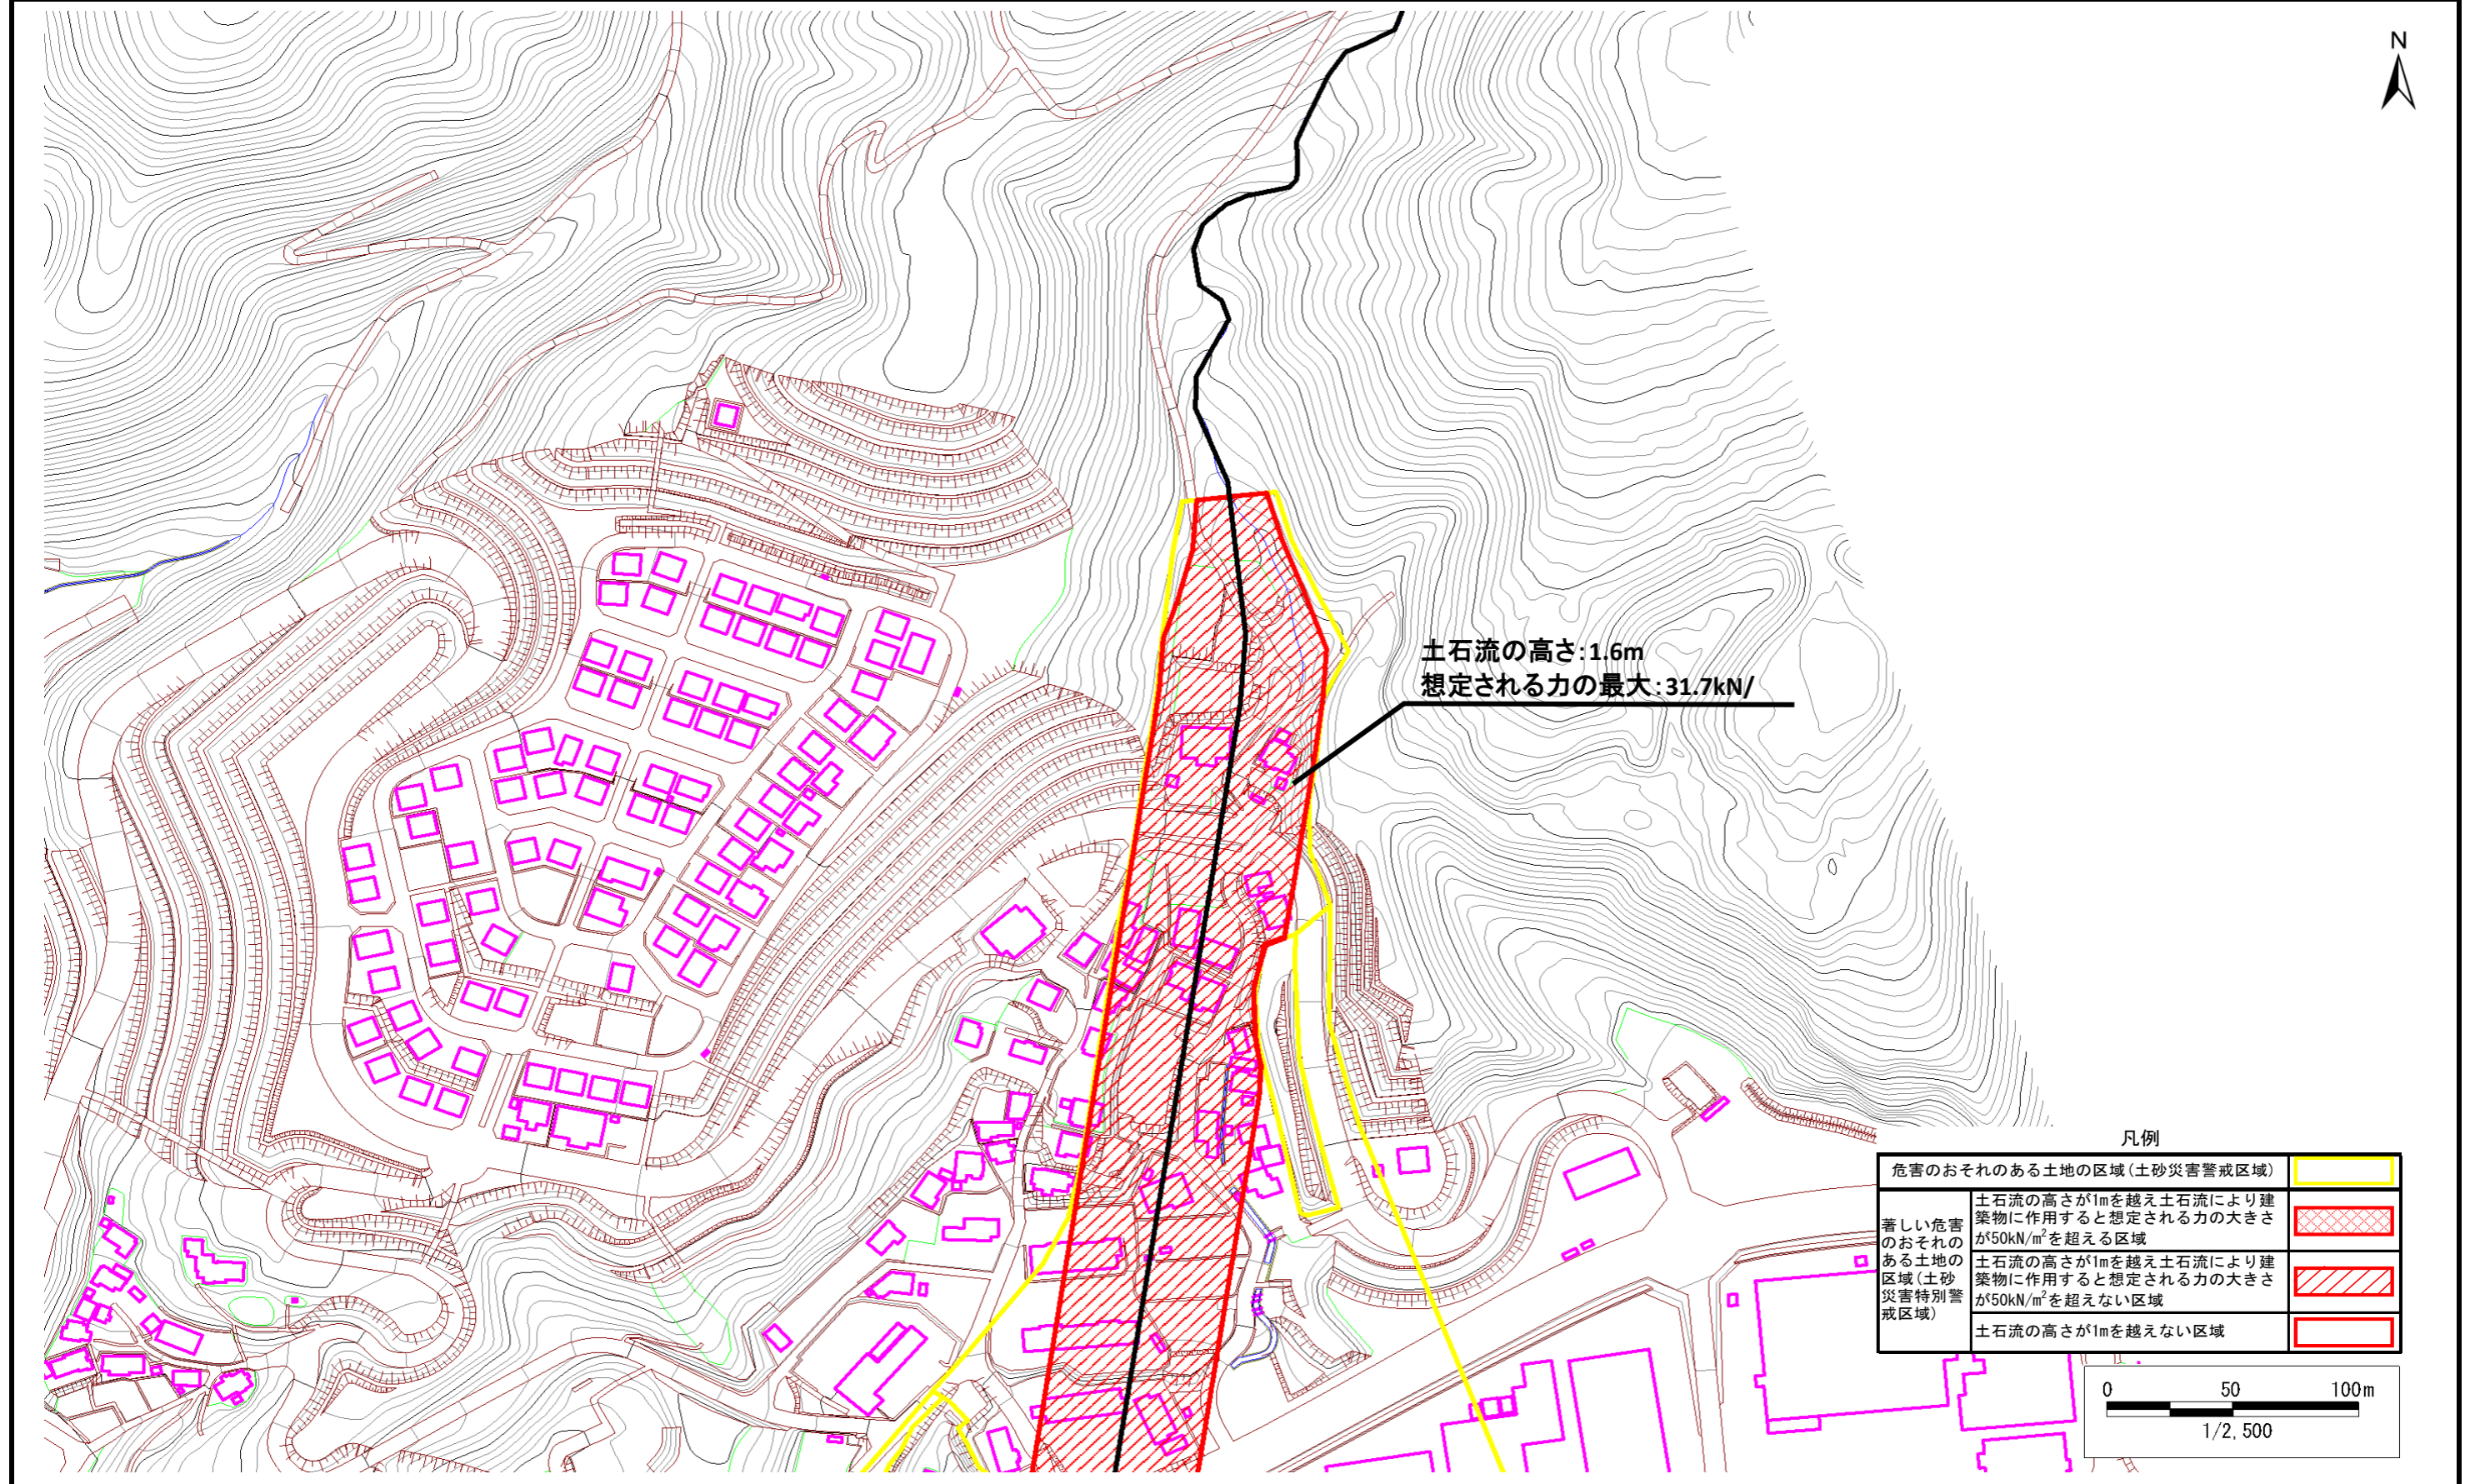 N
土石流の高さ:1.6m
想定される力の最大:31.7kN/
凡例
危害のおそれのある土地の区域(土砂災害警戒区域)
著しい危害
のおそれの
ある土地の
区域(土砂
災害特別警
戒区域)
土石流の高さが1mを越え土石流により建
築物に作用すると想定される力の大きさ
が50kN/m²を超える区域
土石流の高さが1mを越え土石流により建
築物に作用すると想定される力の大きさ
が50kN/m²を超えない区域
土石流の高さが1mを越えない区域
0 50 100m
1/2,500